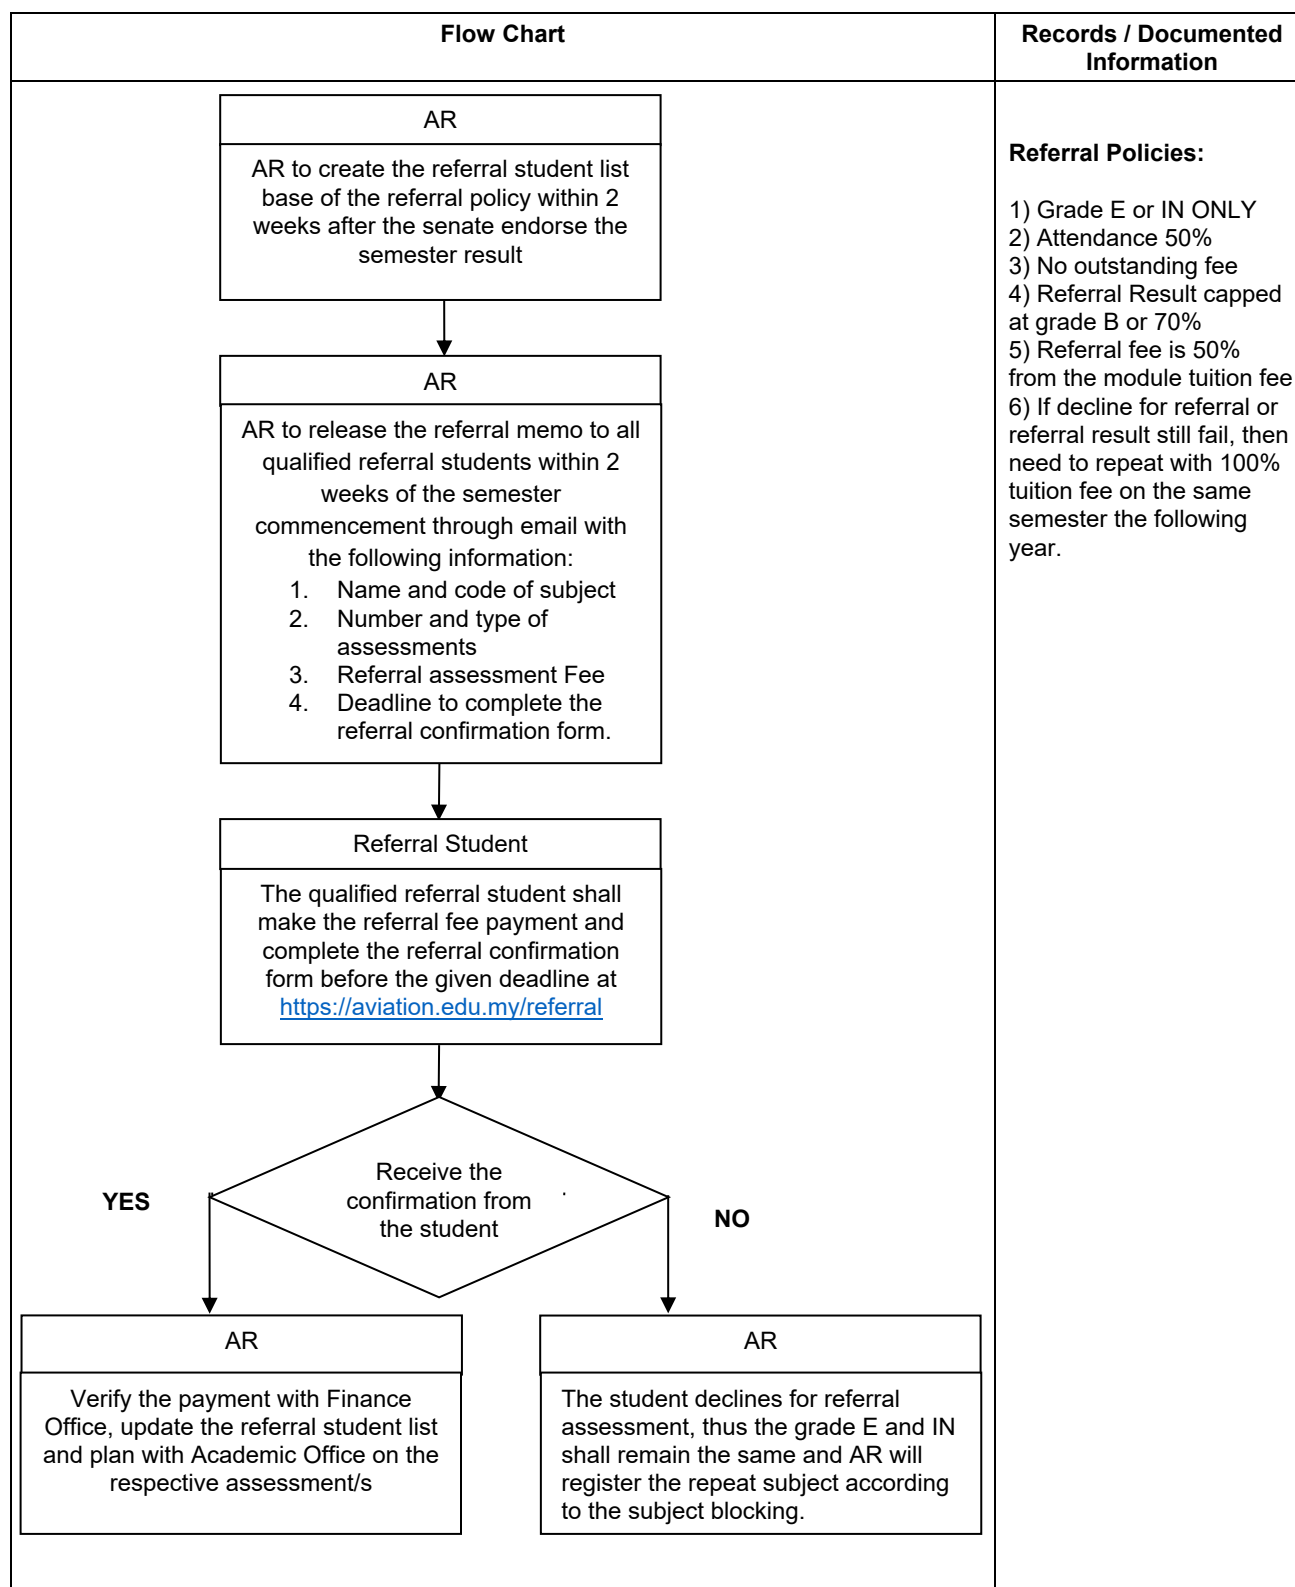 Flow Chart
Records / Documented
Information
AR
AR to create the referral student list
base of the referral policy within 2
weeks after the senate endorse the
semester result
AR
AR to release the referral memo to all
qualified referral students within 2
weeks of the semester
commencement through email with
the following information:
1. Name and code of subject
2. Number and type of
assessments
3. Referral assessment Fee
4. Deadline to complete the
referral confirmation form.
Referral Student
The qualified referral student shall
make the referral fee payment and
complete the referral confirmation
form before the given deadline at
https://aviation.edu.my/referral
Receive the
confirmation from
the student
YES
NO
AR
Verify the payment with Finance
Office, update the referral student list
and plan with Academic Office on the
respective assessment/s
AR
The student declines for referral
assessment, thus the grade E and IN
shall remain the same and AR will
register the repeat subject according
to the subject blocking.
Referral Policies:
1) Grade E or IN ONLY
2) Attendance 50%
3) No outstanding fee
4) Referral Result capped
at grade B or 70%
5) Referral fee is 50%
from the module tuition fee
6) If decline for referral or
referral result still fail, then
need to repeat with 100%
tuition fee on the same
semester the following
year.